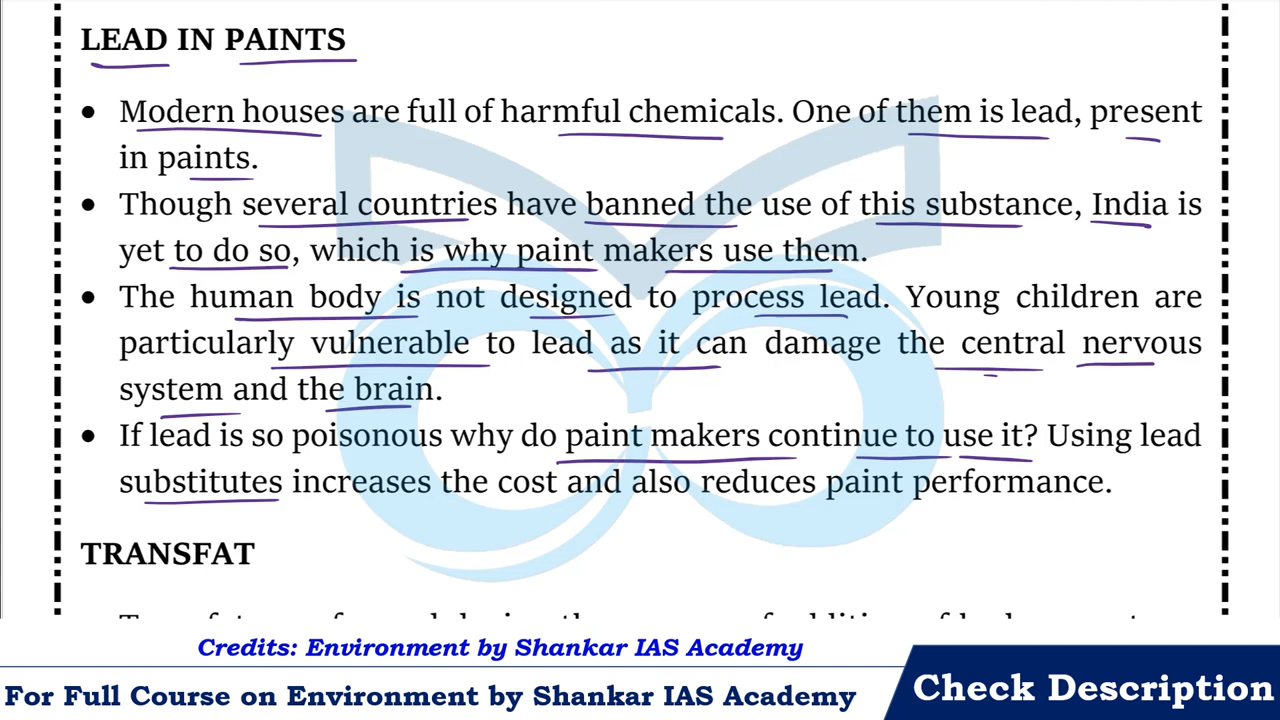 LEAD IN PAINTS
• Modern houses are full of harmful chemicals. One of them is lead, present
in paints.
• Though several countries have banned the use of this substance, India is
yet to do so, which is why paint makers use them.
• The human body is not designed to process lead. Young children are
particularly vulnerable to lead as it can damage the central nervous
system and the brain.
• If lead is so poisonous why do paint makers continue to use it? Using lead
substitutes increases the cost and also reduces paint performance.
TRANSFAT
Credits: Environment by Shankar IAS Academy
For Full Course on Environment by Shankar IAS Academy
Check Description